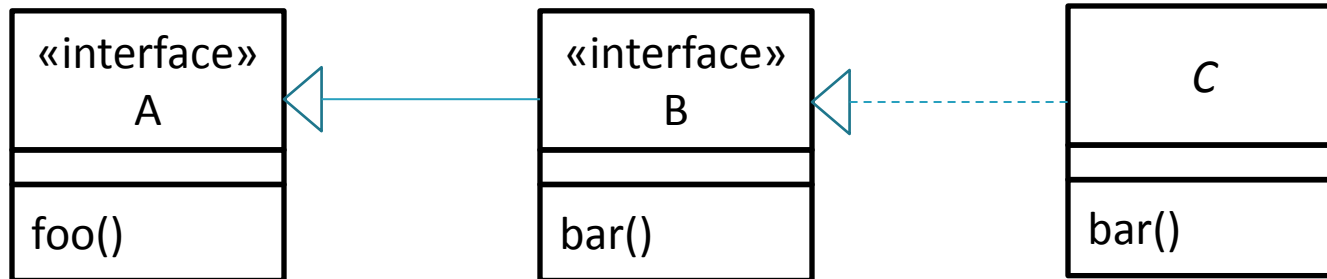 «interface»
A
foo()
«interface»
B
bar()
C
bar()